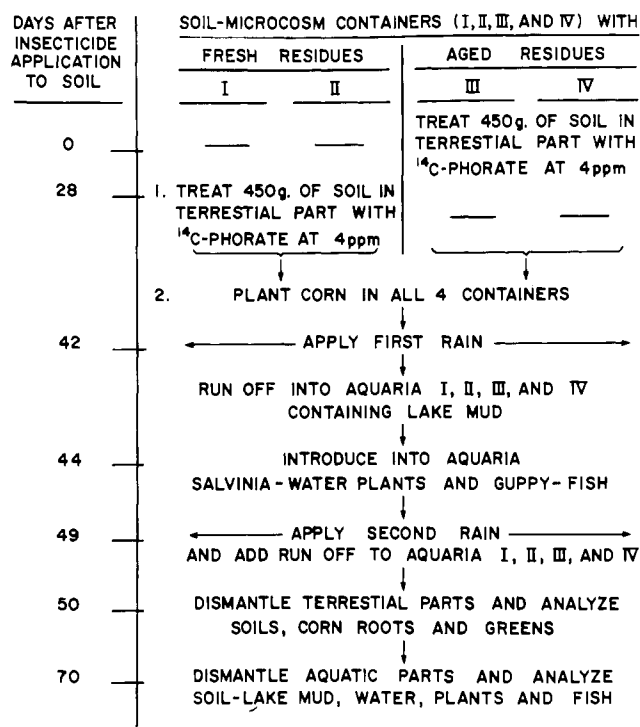 DAYS AFTER
INSECTICIDE
APPLICATION
TO SOIL
SOIL-MICROCOSM CONTAINERS (I, II, III, AND IV) WITH
FRESH RESIDUES
AGED RESIDUES
I II
III IV
0 — —
TREAT 450g. OF SOIL IN
TERRESTIAL PART WITH
¹⁴C-PHORATE AT 4ppm
28
1. TREAT 450g. OF SOIL IN
TERRESTIAL PART WITH
¹⁴C-PHORATE AT 4ppm
— —
2. PLANT CORN IN ALL 4 CONTAINERS
42 APPLY FIRST RAIN
RUN OFF INTO AQUARIA I, II, III, AND IV
CONTAINING LAKE MUD
44 INTRODUCE INTO AQUARIA
SALVINIA-WATER PLANTS AND GUPPY-FISH
49 APPLY SECOND RAIN
AND ADD RUN OFF TO AQUARIA I, II, III, AND IV
50 DISMANTLE TERRESTIAL PARTS AND ANALYZE
SOILS, CORN ROOTS AND GREENS
70 DISMANTLE AQUATIC PARTS AND ANALYZE
SOIL-LAKE MUD, WATER, PLANTS AND FISH